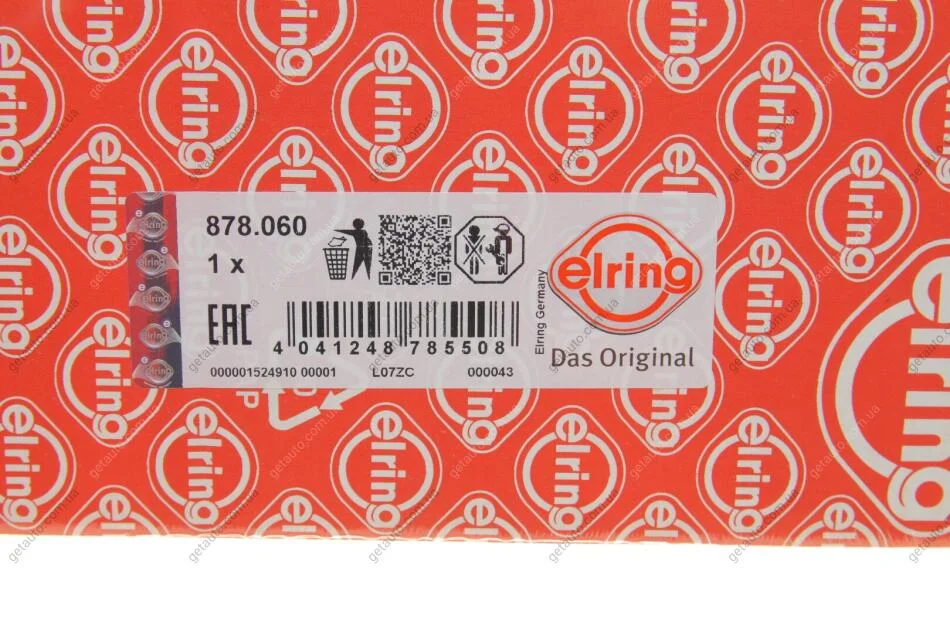 878.060
1 x
EAC
4 041248 785508
000001524910 00001 L07ZC 000043
Elring Germany
elring
Das Original